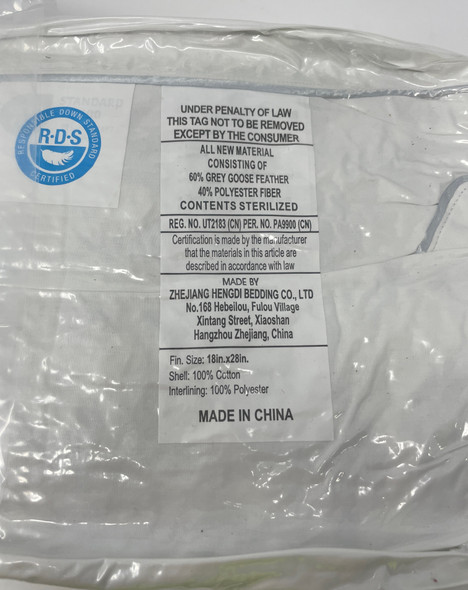 RESPONSIBLE DOWN STANDARD
R·D·S
CERTIFIED
UNDER PENALTY OF LAW
THIS TAG NOT TO BE REMOVED
EXCEPT BY THE CONSUMER
ALL NEW MATERIAL
CONSISTING OF
60% GREY GOOSE FEATHER
40% POLYESTER FIBER
CONTENTS STERILIZED
REG. NO. UT2183 (CN) PER. NO. PA9900 (CN)
Certification is made by the manufacturer
that the materials in this article are
described in accordance with law
MADE BY
ZHEJIANG HENGDI BEDDING CO., LTD
No.168 Hebeilou, Fulou Village
Xintang Street, Xiaoshan
Hangzhou Zhejiang, China
Fin. Size: 18in.x28in.
Shell: 100% Cotton
Interlining: 100% Polyester
MADE IN CHINA